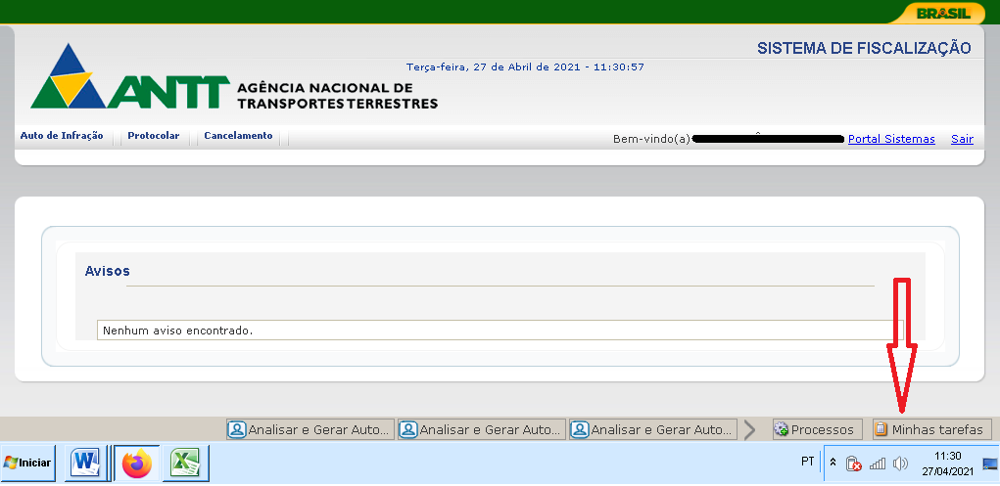 BRASIL
SISTEMA DE FISCALIZAÇÃO
Terça-feira, 27 de Abril de 2021 - 11:30:57
ANTT AGÊNCIA NACIONAL DE
TRANSPORTES TERRESTRES
Auto de Infração Protocolar Cancelamento Bem-vindo(a) Portal Sistemas Sair
Avisos
Nenhum aviso encontrado.
Analisar e Gerar Auto... Analisar e Gerar Auto... Analisar e Gerar Auto... Processos Minhas tarefas
Iniciar PT 11:30
27/04/2021